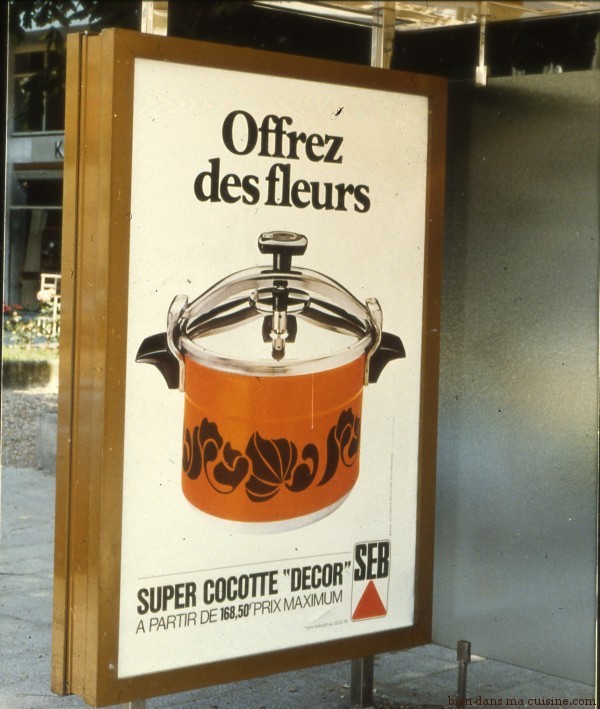 Offrez
des fleurs
SUPER COCOTTE "DECOR"
A PARTIR DE 168,50F PRIX MAXIMUM
SEB
K
bien-dans-ma-cuisine.com